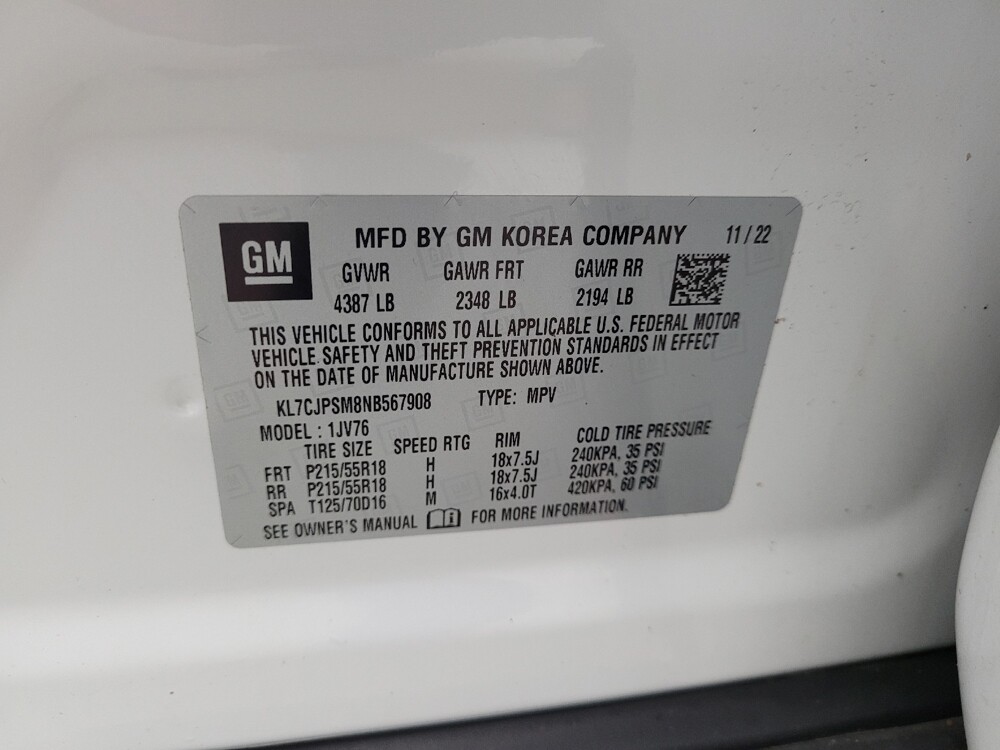 GM
MFD BY GM KOREA COMPANY 11/22
GVWR GAWR FRT GAWR RR
4387 LB 2348 LB 2194 LB
THIS VEHICLE CONFORMS TO ALL APPLICABLE U.S. FEDERAL MOTOR
VEHICLE SAFETY AND THEFT PREVENTION STANDARDS IN EFFECT
ON THE DATE OF MANUFACTURE SHOWN ABOVE.
KL7CJPSM8NB567908 TYPE: MPV
MODEL : 1JV76
TIRE SIZE SPEED RTG RIM COLD TIRE PRESSURE
FRT P215/55R18 H 18x7.5J 240KPA, 35 PSI
RR P215/55R18 H 18x7.5J 240KPA, 35 PSI
SPA T125/70D16 M 16x4.0T 420KPA, 60 PSI
SEE OWNER'S MANUAL i FOR MORE INFORMATION.